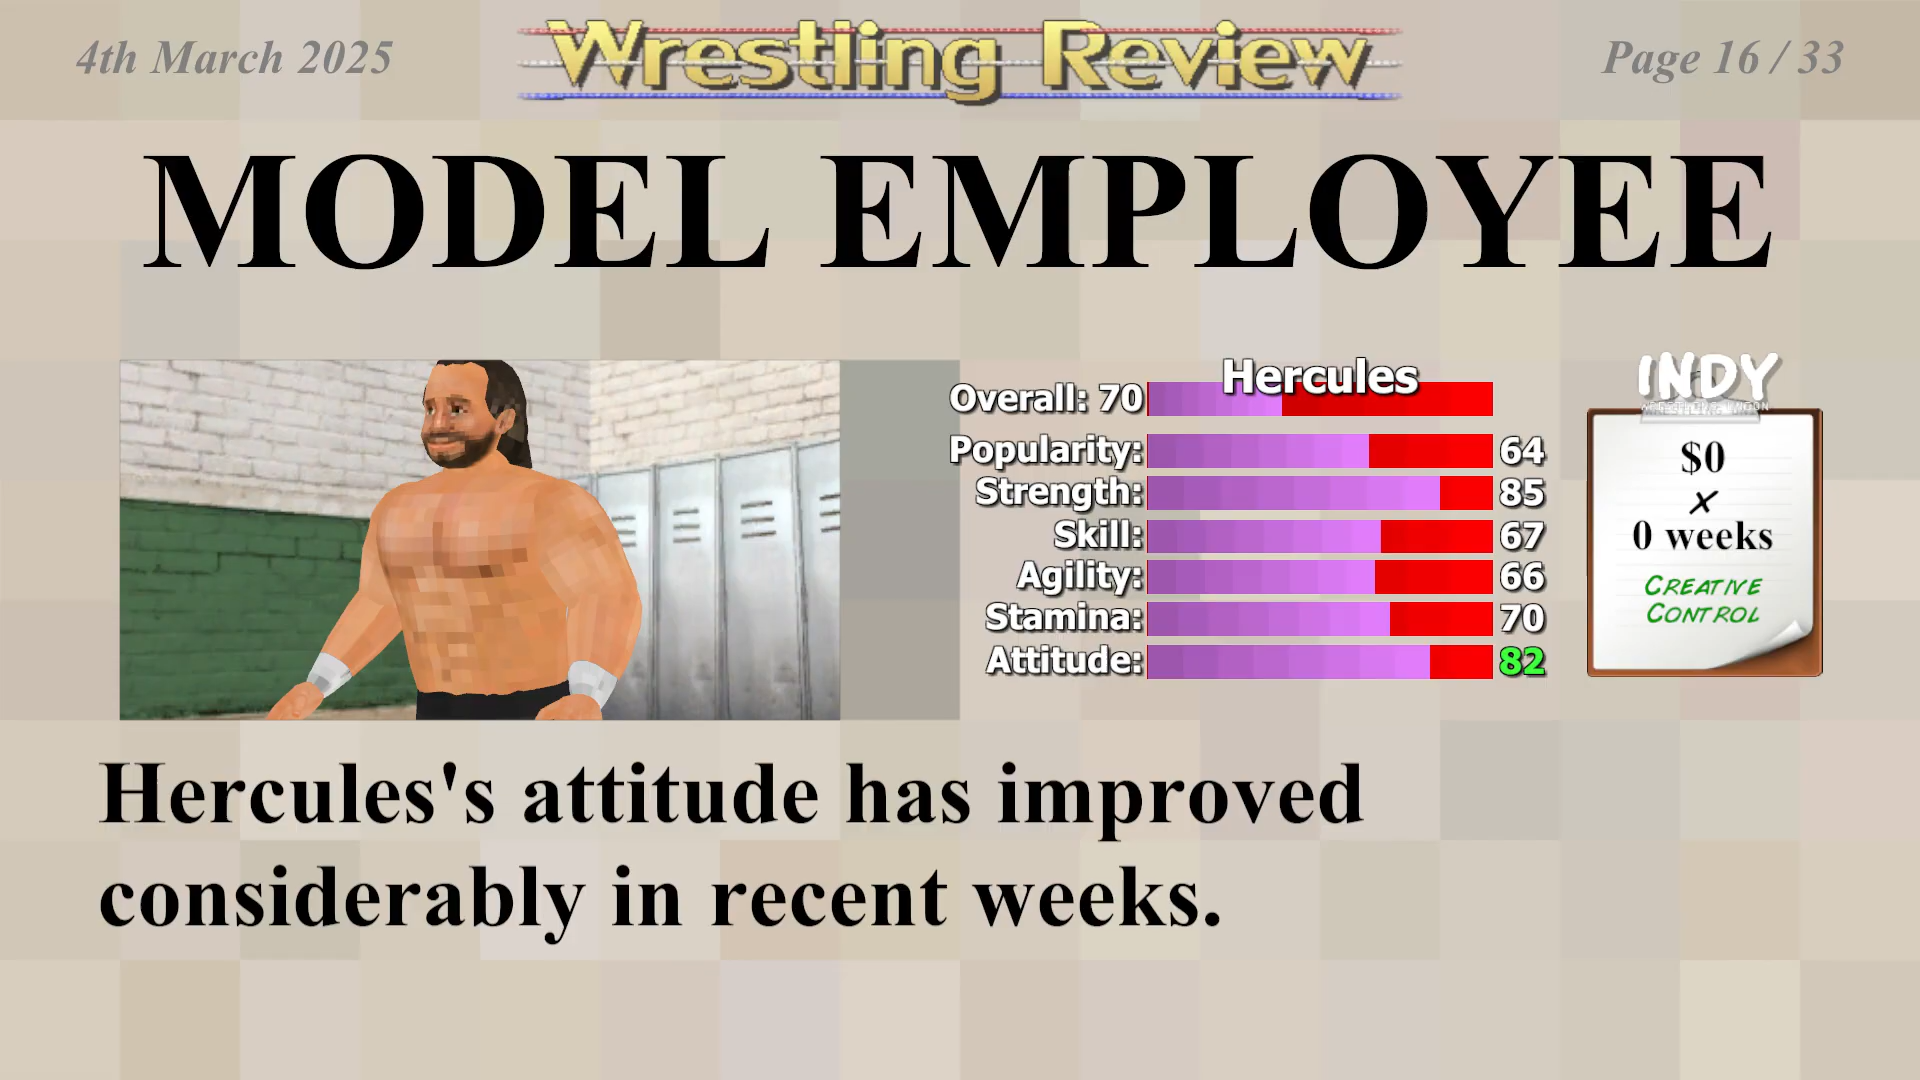 4th March 2025
Wrestling Review
Page 16 / 33
MODEL EMPLOYEE
Hercules
Overall: 70
Popularity: 64
Strength: 85
Skill: 67
Agility: 66
Stamina: 70
Attitude: 82
INDY
$0
x
0 weeks
CREATIVE
CONTROL
Hercules's attitude has improved
considerably in recent weeks.